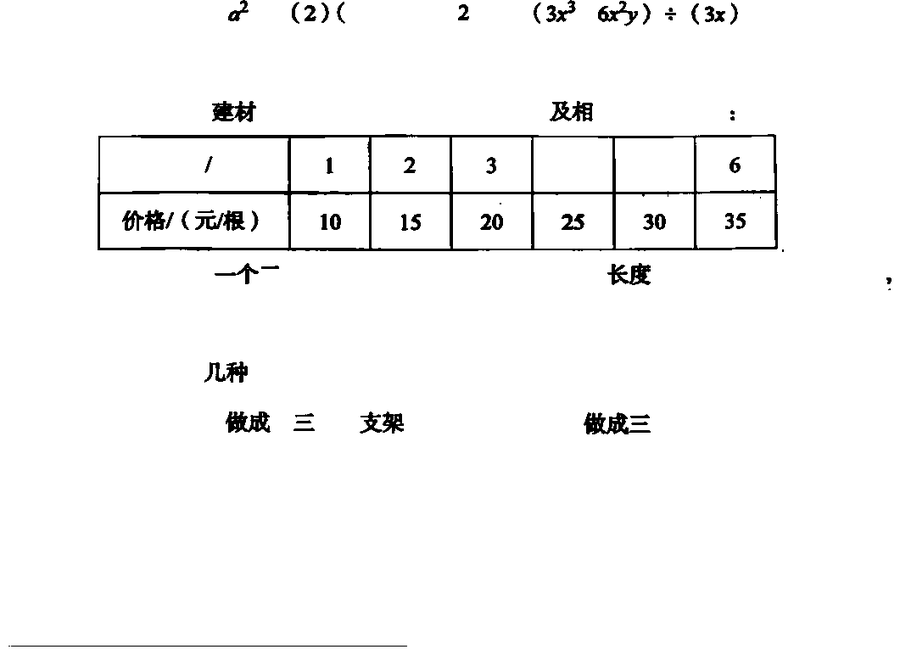 a² (2)( 2 (3x³ 6x²y)÷(3x)
建材 及相 :
/ 1 2 3 6
价格/(元/根) 10 15 20 25 30 35
一个一 长度 ,
几种
做成 三 支架 做成三